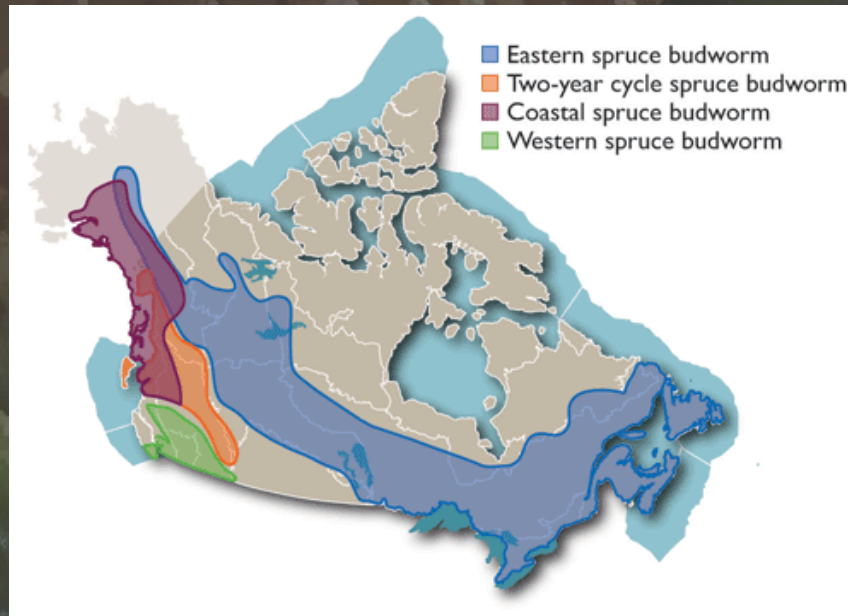 Eastern spruce budworm
Two-year cycle spruce budworm
Coastal spruce budworm
Western spruce budworm